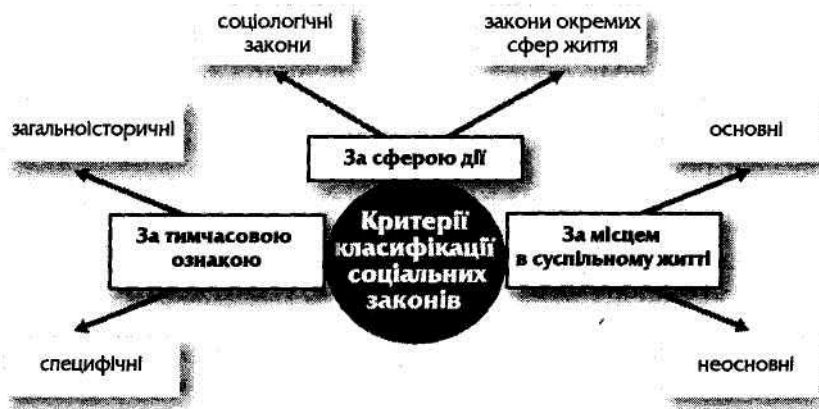 соціологічні
закони
закони окремих
сфер життя
загальноісторичні
За сферою дії
основні
За тимчасовою
ознакою
Критерії
класифікації
соціальних
законів
За місцем
в суспільному житті
специфічні
неосновні